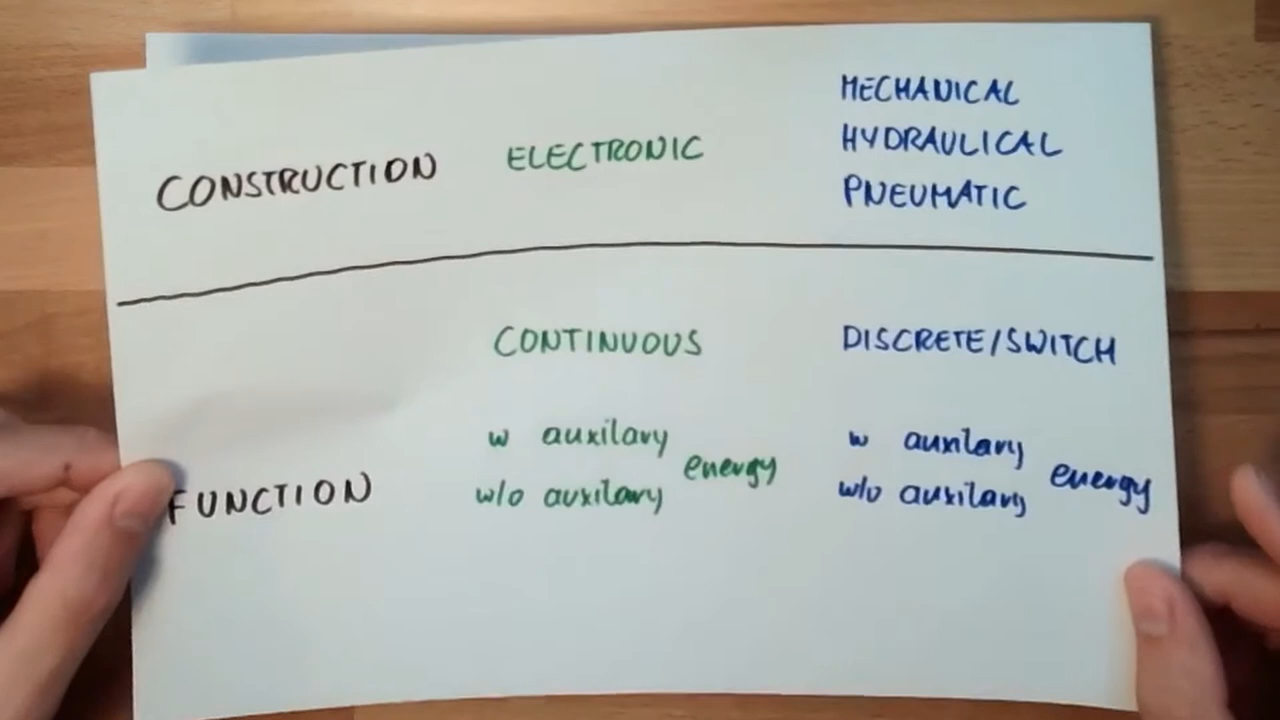 CONSTRUCTION
ELECTRONIC
MECHANICAL
HYDRAULICAL
PNEUMATIC
FUNCTION
CONTINUOUS
w auxilary
w/o auxilary
energy
DISCRETE/SWITCH
w auxilary
w/o auxilary
energy